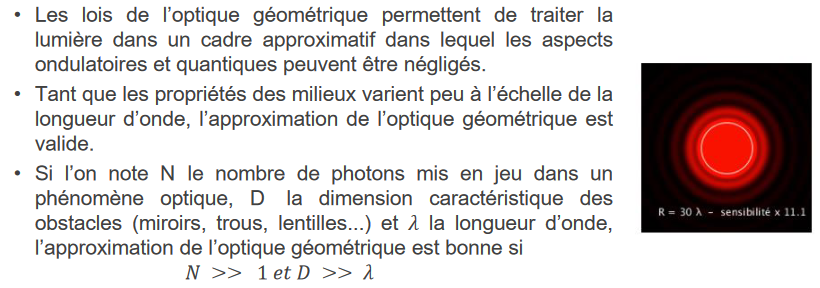 • Les lois de l’optique géométrique permettent de traiter la
lumière dans un cadre approximatif dans lequel les aspects
ondulatoires et quantiques peuvent être négligés.
• Tant que les propriétés des milieux varient peu à l’échelle de la
longueur d’onde, l’approximation de l’optique géométrique est
valide.
• Si l’on note N le nombre de photons mis en jeu dans un
phénomène optique, D la dimension caractéristique des
obstacles (miroirs, trous, lentilles...) et λ la longueur d’onde,
l’approximation de l’optique géométrique est bonne si
N >> 1 et D >> λ
R = 30 λ – sensibilité x 11.1